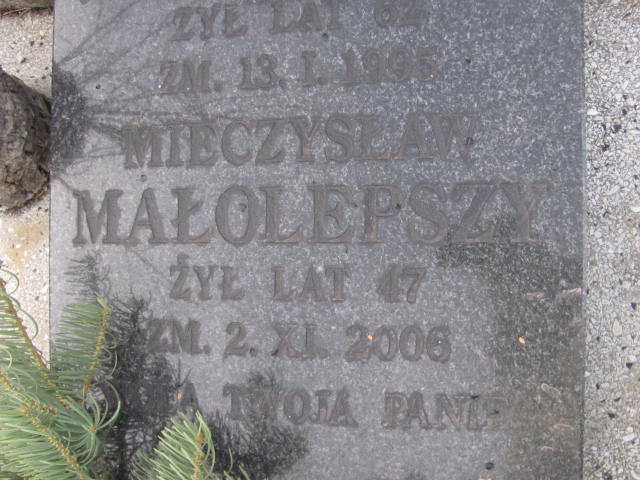 ŻYŁ LAT 62
ZM. 13. I. 1995
MIECZYSŁAW
MAŁOLEPSZY
ŻYŁ LAT 47
ZM. 2. XI. 2006
TWOJA PANIE